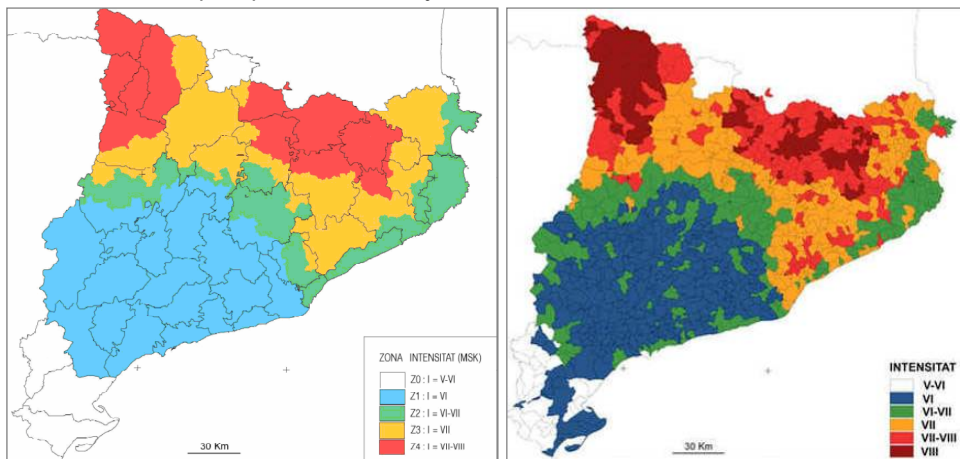 ZONA INTENSITAT (MSK)
Z0 : I = V-VI
Z1 : I = VI
Z2 : I = VI-VII
Z3 : I = VII
Z4 : I = VII-VIII
30 Km
INTENSITAT
V-VI
VI
VI-VII
VII
VII-VIII
VIII
30 Km